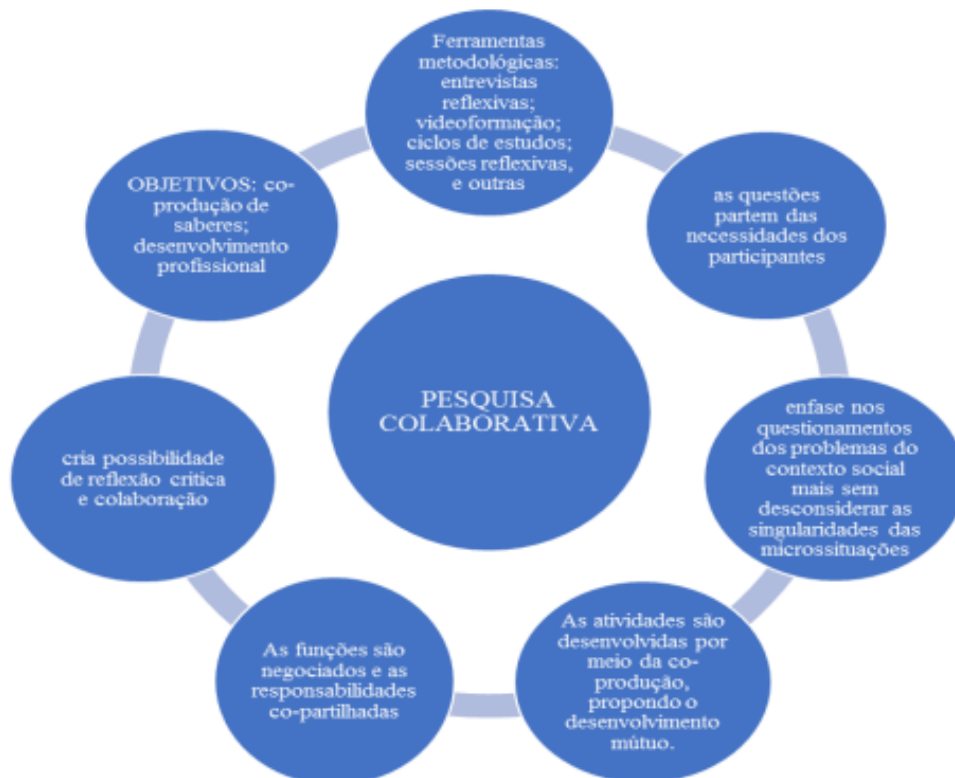 Ferramentas
metodológicas:
entrevistas
reflexivas;
videoformação;
ciclos de estudos;
sessões reflexivas,
e outras
as questões
partem das
necessidades dos
participantes
enfase nos
questionamentos
dos problemas do
contexto social
mais sem
desconsiderar as
singularidades das
microssituações
As atividades são
desenvolvidas por
meio da co-
produção,
propondo o
desenvolvimento
mútuo.
As funções são
negociados e as
responsabilidades
co-partilhadas
cria possibilidade
de reflexão critica
e colaboração
OBJETIVOS: co-
produção de
saberes;
desenvolvimento
profissional
PESQUISA
COLABORATIVA